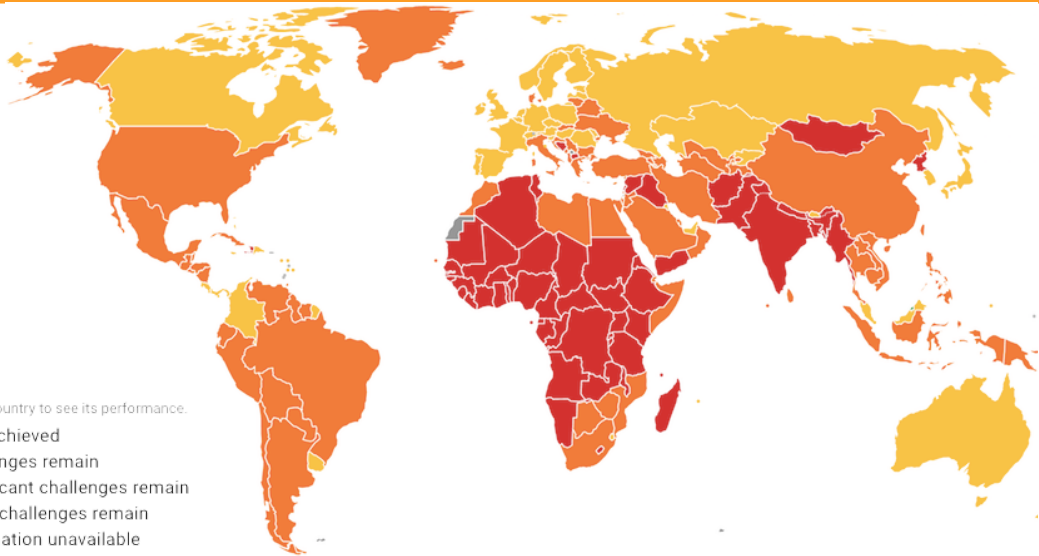 ountry to see its performance.
chieved
nges remain
cant challenges remain
challenges remain
ation unavailable